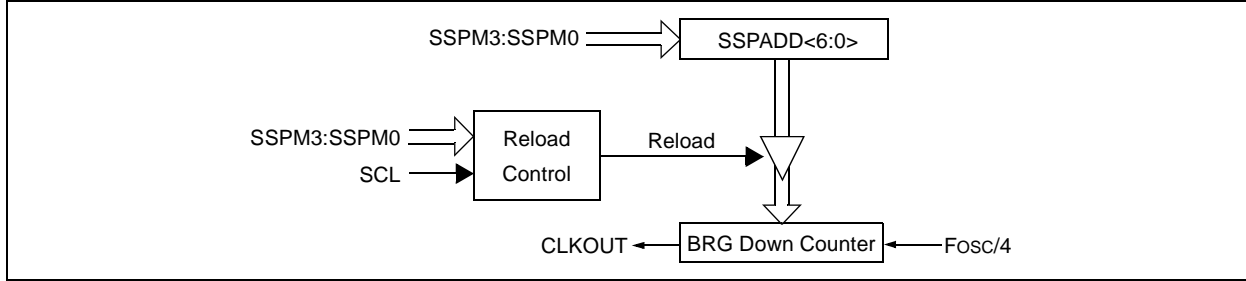 SSPM3:SSPM0
SSPADD<6:0>
SSPM3:SSPM0
SCL
Reload
Control
Reload
CLKOUT
BRG Down Counter
FOSC/4